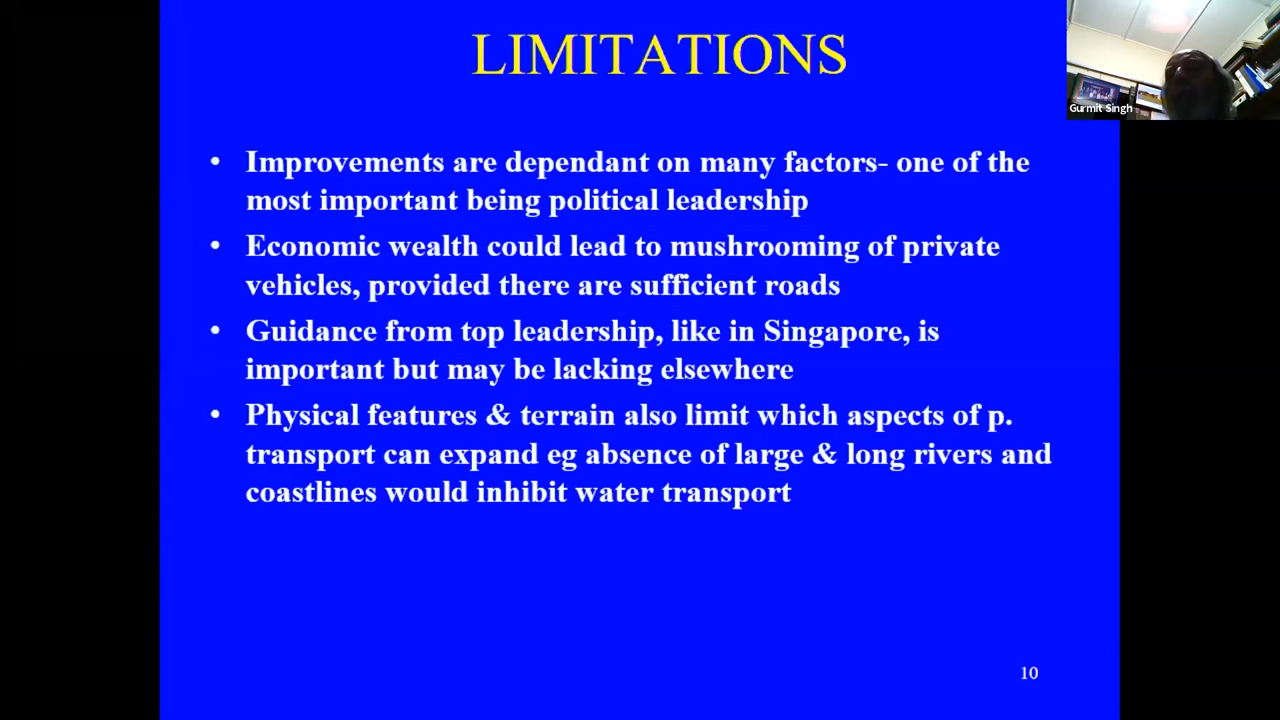 LIMITATIONS
Gurmit Singh
• Improvements are dependant on many factors- one of the
most important being political leadership
• Economic wealth could lead to mushrooming of private
vehicles, provided there are sufficient roads
• Guidance from top leadership, like in Singapore, is
important but may be lacking elsewhere
• Physical features & terrain also limit which aspects of p.
transport can expand eg absence of large & long rivers and
coastlines would inhibit water transport
10